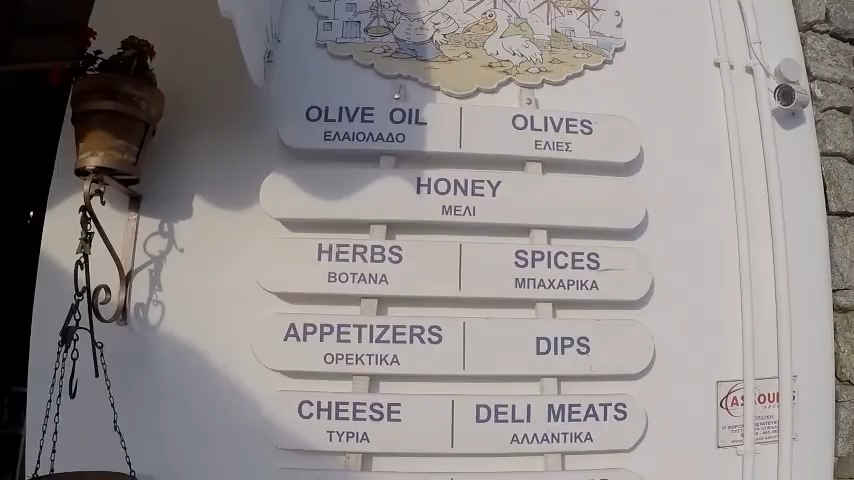 OLIVE OIL OLIVES
ΕΛΑΙΟΛΑΔΟ ΕΛΙΕΣ
HONEY
ΜΕΛΙ
HERBS SPICES
ΒΟΤΑΝΑ ΜΠΑΧΑΡΙΚΑ
APPETIZERS DIPS
ΟΡΕΚΤΙΚΑ
CHEESE DELI MEATS
ΤΥΡΙΑ ΑΛΛΑΝΤΙΚΑ